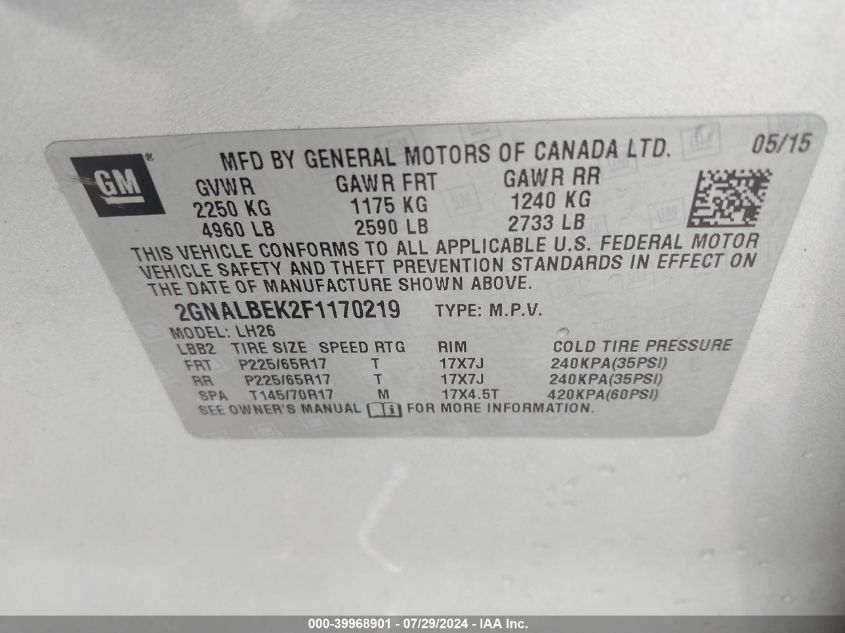 GM®
MFD BY GENERAL MOTORS OF CANADA LTD. 05/15
GVWR GAWR FRT GAWR RR
2250 KG 1175 KG 1240 KG
4960 LB 2590 LB 2733 LB
THIS VEHICLE CONFORMS TO ALL APPLICABLE U.S. FEDERAL MOTOR
VEHICLE SAFETY AND THEFT PREVENTION STANDARDS IN EFFECT ON
THE DATE OF MANUFACTURE SHOWN ABOVE.
2GNALBEK2F1170219 TYPE: M.P.V.
MODEL: LH26
LBB2 TIRE SIZE SPEED RTG RIM COLD TIRE PRESSURE
FRT P225/65R17 T 17X7J 240KPA(35PSI)
RR P225/65R17 T 17X7J 240KPA(35PSI)
SPA T145/70R17 M 17X4.5T 420KPA(60PSI)
SEE OWNER'S MANUAL i FOR MORE INFORMATION.
000-39968901 - 07/29/2024 - IAA Inc.